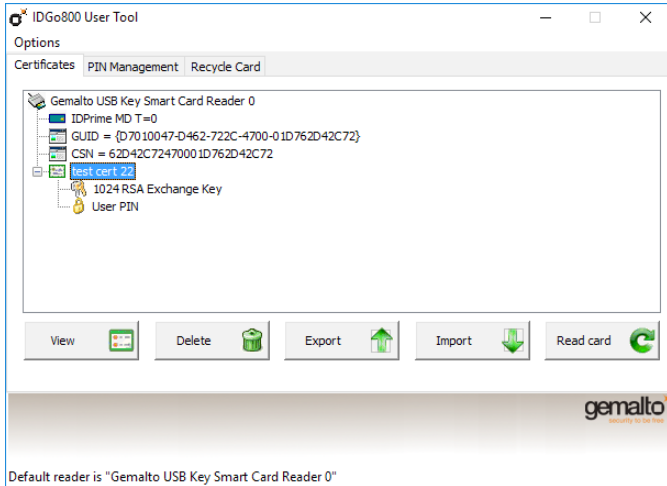 IDGo800 User Tool
Options
Certificates PIN Management Recycle Card
Gemalto USB Key Smart Card Reader 0
IDPrime MD T=0
GUID = {D7010047-D462-722C-4700-01D762D42C72}
CSN = 62D42C72470001D762D42C72
test cert 22
1024 RSA Exchange Key
User PIN
View Delete Export Import Read card
gemalto
security to be free
Default reader is "Gemalto USB Key Smart Card Reader 0"